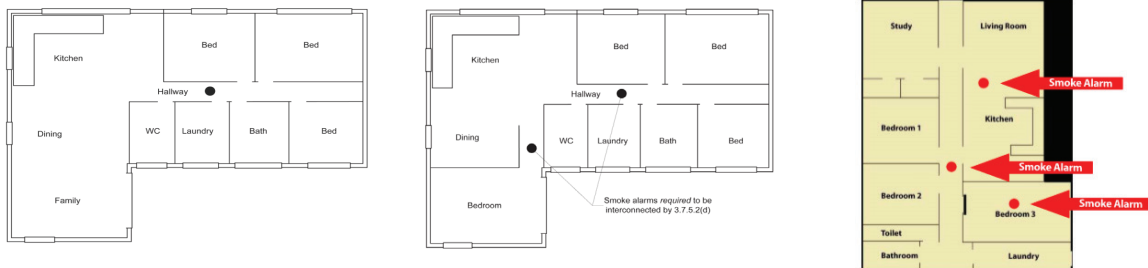 Bed
Bed
Kitchen
Hallway
Dining
WC
Laundry
Bath
Bed
Family
Bed
Bed
Kitchen
Hallway
Dining
WC
Laundry
Bath
Bed
Bedroom
Smoke alarms required to be
interconnected by 3.7.5.2(d)
Study
Living Room
Smoke Alarm
Kitchen
Bedroom 1
Smoke Alarm
Bedroom 2
Smoke Alarm
Bedroom 3
Toilet
Bathroom
Laundry